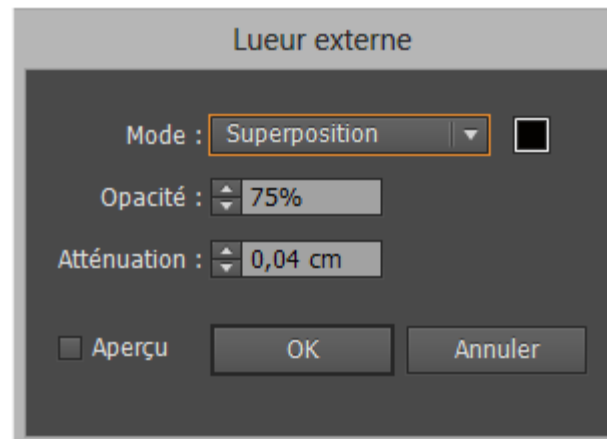 Lueur externe
Mode : Superposition
Opacité : 75%
Atténuation : 0,04 cm
Aperçu OK Annuler